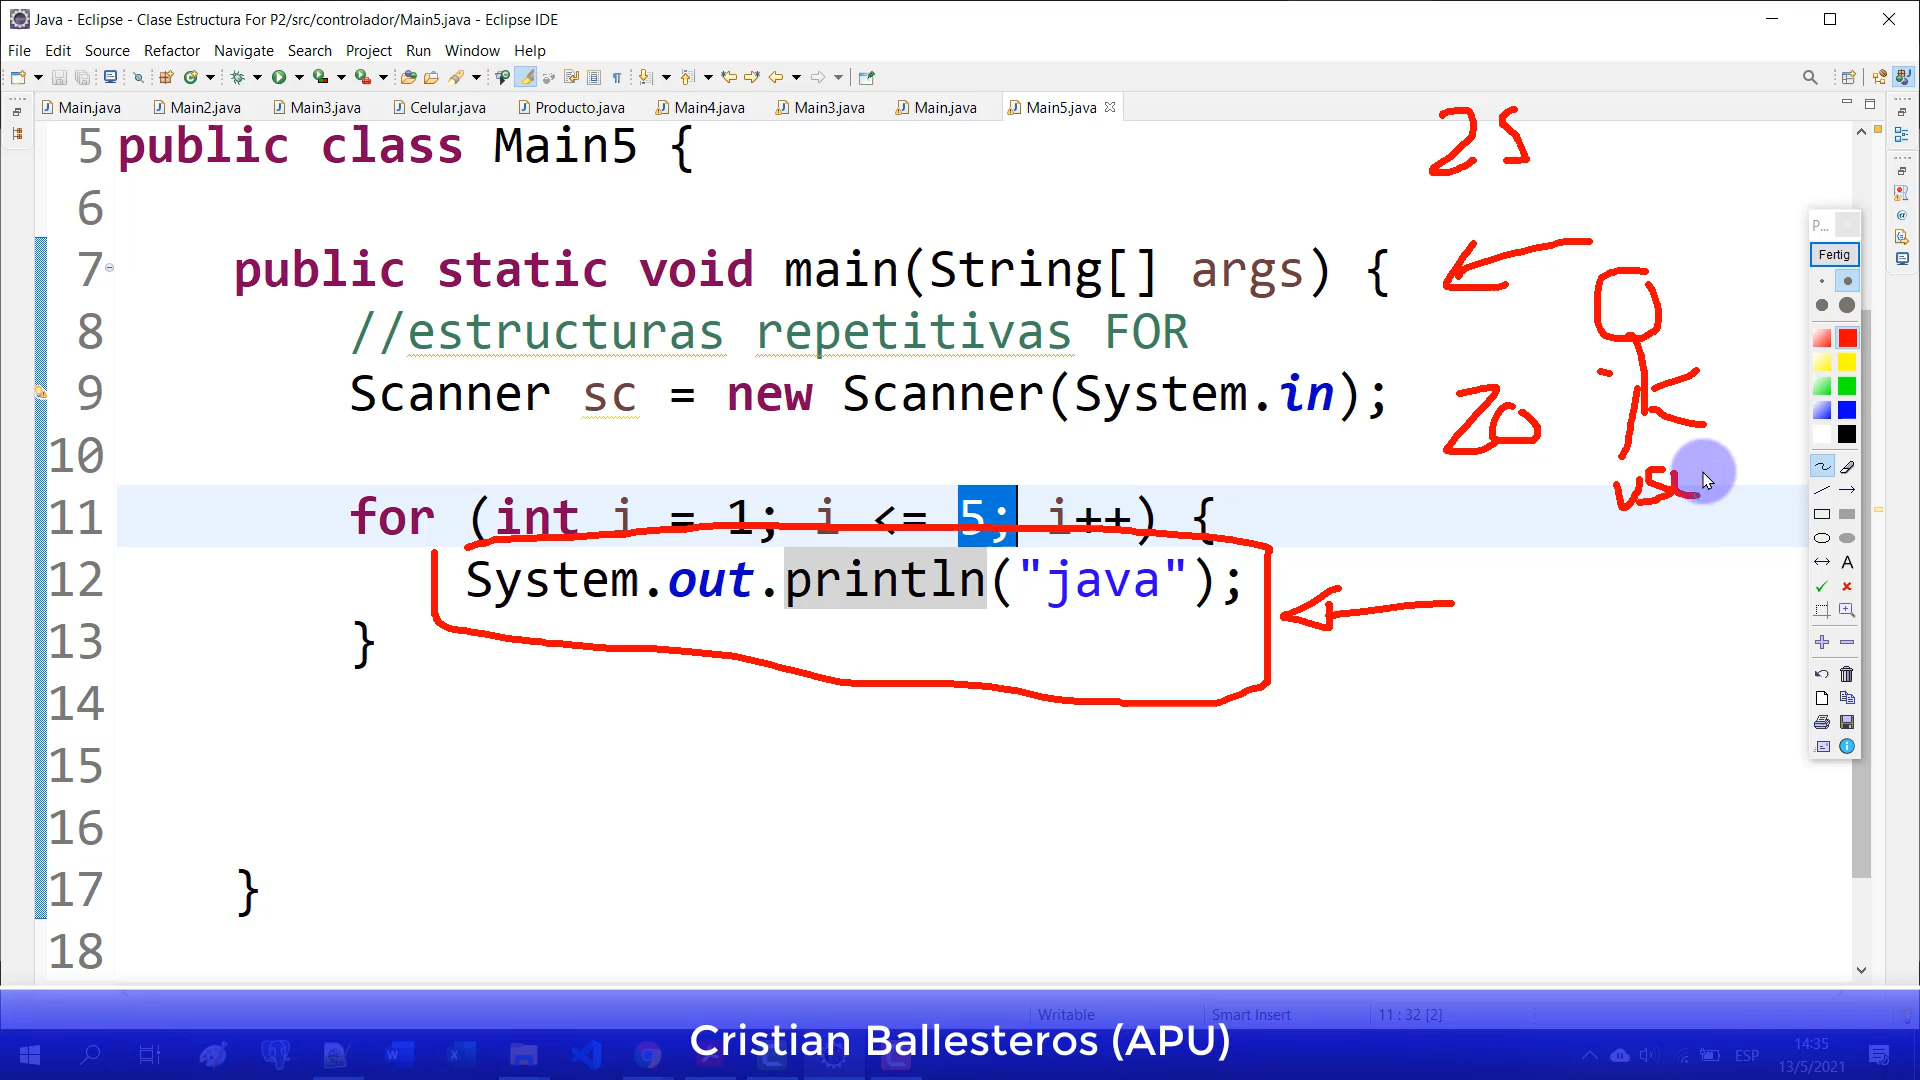 Java - Eclipse - Clase Estructura For P2/src/controlador/Main5.java - Eclipse IDE
File Edit Source Refactor Navigate Search Project Run Window Help
Main.java Main2.java Main3.java Celular.java Producto.java Main4.java Main3.java Main.java Main5.java
25
5 public class Main5 {
6
P...
7 public static void main(String[] args) {
Fertig
8 //estructuras repetitivas FOR
9 Scanner sc = new Scanner(System.in);
20
10
11 for (int i = 1; i <= 5; i++) {
12 System.out.println("java");
13 }
14
15
16
17 }
18
Writable Smart Insert 11 : 32 [2]
Cristian Ballesteros (APU)
ESP
14:35
13/5/2021